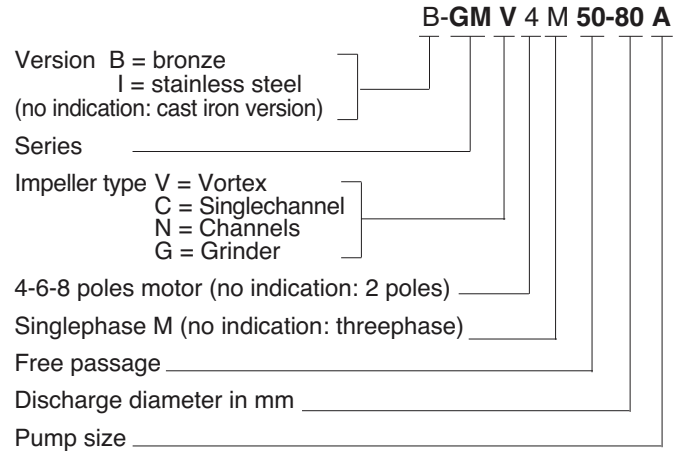 B-GM V 4 M 50-80 A
Version B = bronze
I = stainless steel
(no indication: cast iron version)
Series
Impeller type V = Vortex
C = Singlechannel
N = Channels
G = Grinder
4-6-8 poles motor (no indication: 2 poles)
Singlephase M (no indication: threephase)
Free passage
Discharge diameter in mm
Pump size